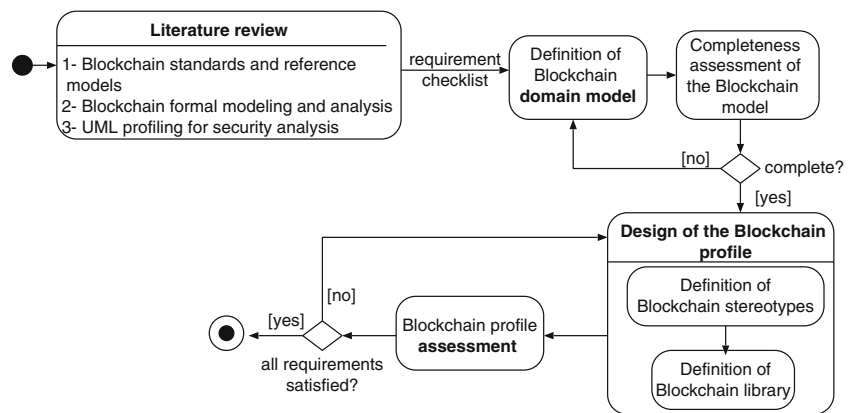 Literature review
1- Blockchain standards and reference
models
2- Blockchain formal modeling and analysis
3- UML profiling for security analysis
requirement
checklist
Definition of
Blockchain
domain model
Completeness
assessment of
the Blockchain
model
[no]
complete?
[yes]
Design of the Blockchain
profile
Definition of
Blockchain stereotypes
Definition of
Blockchain library
Blockchain profile
assessment
[no]
[yes]
all requirements
satisfied?